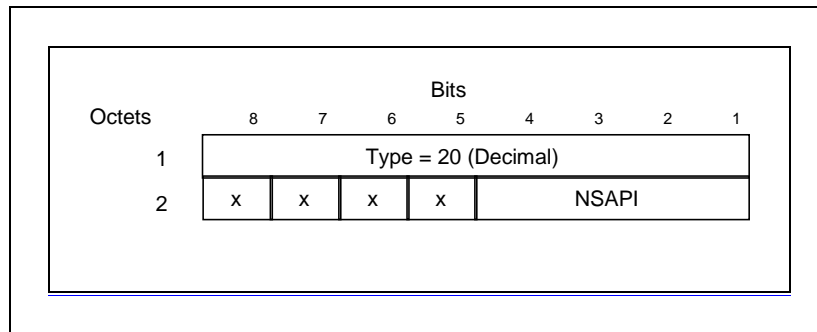 Bits
Octets 8 7 6 5 4 3 2 1
1 Type = 20 (Decimal)
2 x x x x NSAPI